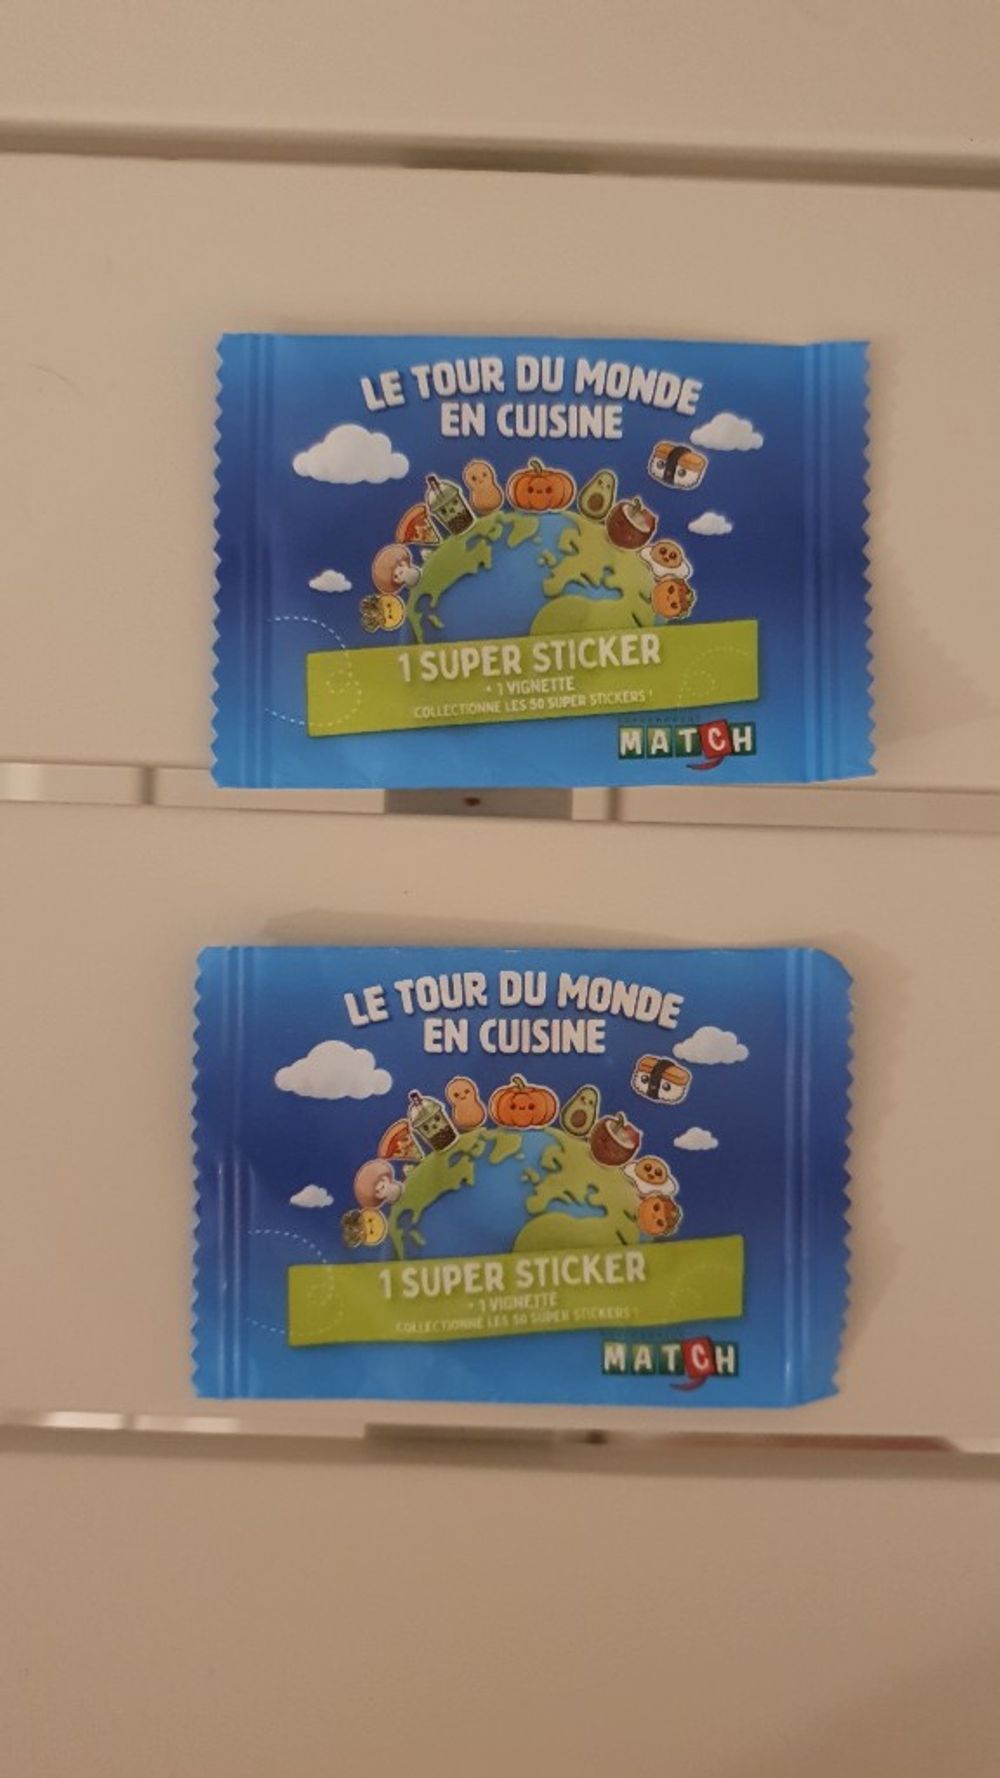 LE TOUR DU MONDE
EN CUISINE
1 SUPER STICKER
+ 1 VIGNETTE
COLLECTIONNE LES 50 SUPER STICKERS !
SUPERMARCHÉ
MATCH
LE TOUR DU MONDE
EN CUISINE
1 SUPER STICKER
+ 1 VIGNETTE
COLLECTIONNE LES 50 SUPER STICKERS !
MATCH